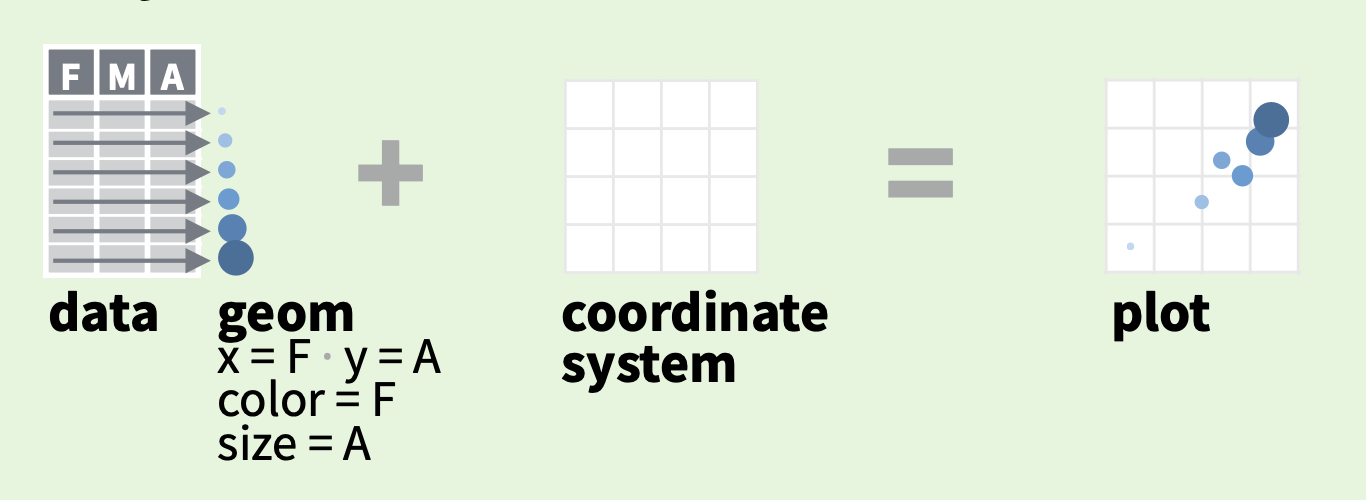 F M A
data
geom
x = F · y = A
color = F
size = A
+
coordinate
system
=
plot